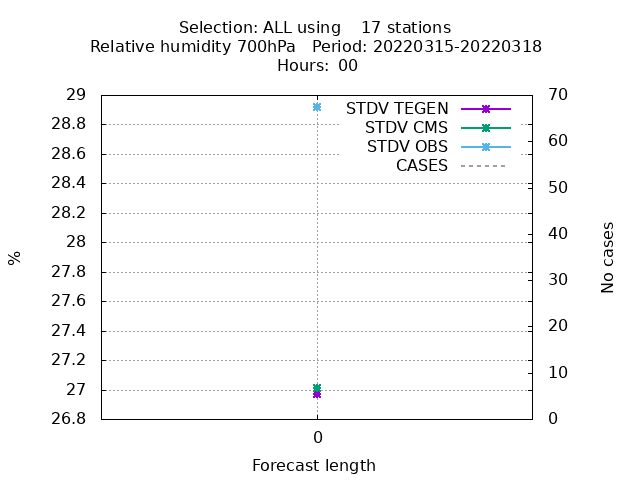 Selection: ALL using    17 stations
Relative humidity 700hPa   Period: 20220315-20220318
Hours: 00
29
28.8
28.6
28.4
28.2
28
27.8
27.6
27.4
27.2
27
26.8
%
70
60
50
40
30
20
10
0
No cases
STDV TEGEN
STDV CMS
STDV OBS
CASES
0
Forecast length